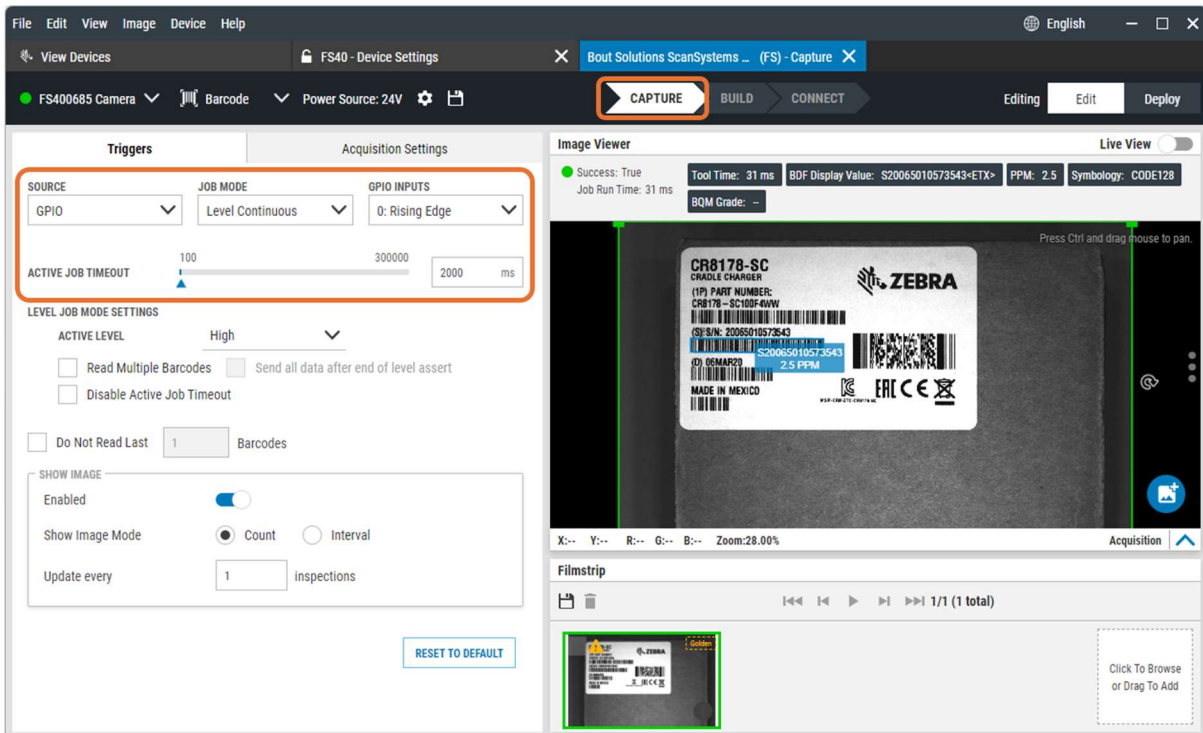 File Edit View Image Device Help
English
View Devices
FS40 - Device Settings
Bout Solutions ScanSystems ... (FS) - Capture
FS400685 Camera
Barcode
Power Source: 24V
CAPTURE
BUILD
CONNECT
Editing
Edit
Deploy
Triggers
Acquisition Settings
SOURCE
JOB MODE
GPIO INPUTS
GPIO
Level Continuous
0: Rising Edge
100
300000
ACTIVE JOB TIMEOUT
2000 ms
LEVEL JOB MODE SETTINGS
ACTIVE LEVEL
High
Read Multiple Barcodes
Send all data after end of level assert
Disable Active Job Timeout
Do Not Read Last 1 Barcodes
SHOW IMAGE
Enabled
Show Image Mode
Count
Interval
Update every 1 inspections
RESET TO DEFAULT
Image Viewer
Live View
Success: True
Job Run Time: 31 ms
Tool Time: 31 ms
BDF Display Value: S20065010573543<ETX>
PPM: 2.5
Symbology: CODE128
BQM Grade: --
Press Ctrl and drag mouse to pan.
CR8178-SC
CRADLE CHARGER
(1P) PART NUMBER:
CR8178-SC100F4WW
ZEBRA
(S) S/N: 20065010573543
S20065010573543
2.5 PPM
(D) 06MAR20
MADE IN MEXICO
X:-- Y:-- R:-- G:-- B:-- Zoom:28.00%
Acquisition
Filmstrip
1/1 (1 total)
Golden
ZEBRA
Click To Browse
or Drag To Add